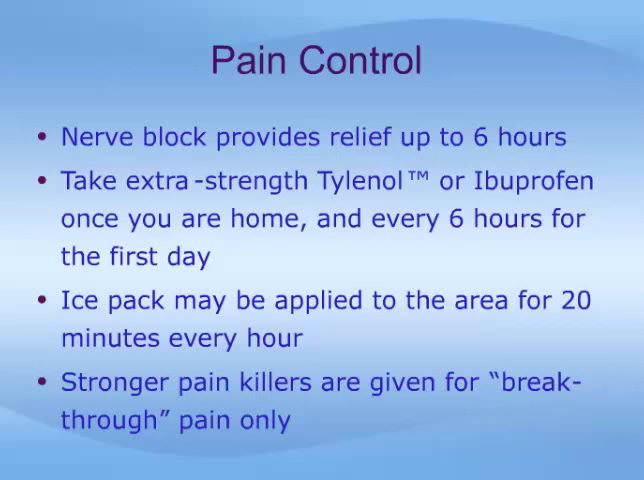 Pain Control
• Nerve block provides relief up to 6 hours
• Take extra-strength Tylenol™ or Ibuprofen
once you are home, and every 6 hours for
the first day
• Ice pack may be applied to the area for 20
minutes every hour
• Stronger pain killers are given for “break-
through” pain only